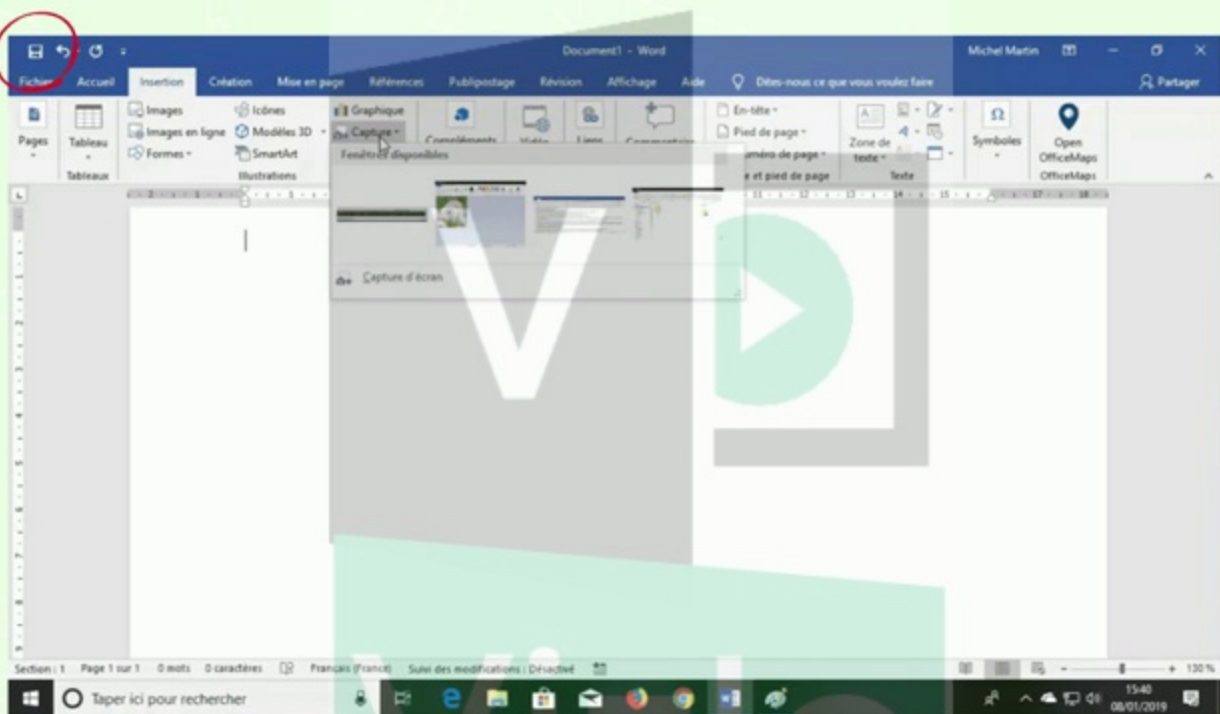 Document1 - Word
Michel Martin
Fichier Accueil Insertion Création Mise en page Références Publipostage Révision Affichage Aide Dites-nous ce que vous voulez faire Partager
Images Icônes Graphique En-tête
Pages Tableau Images en ligne Modèles 3D Capture Compléments Vidéo Liens Commentaire Pied de page Zone de texte Symboles Open OfficeMaps
Formes SmartArt Fenêtres disponibles numéro de page
Tableaux Illustrations e et pied de page Texte OfficeMaps
Capture d'écran
V
Section : 1 Page 1 sur 1 0 mots 0 caractères Français (France) Suivi des modifications : Désactivé 130 %
Taper ici pour rechercher
15:40
08/01/2019